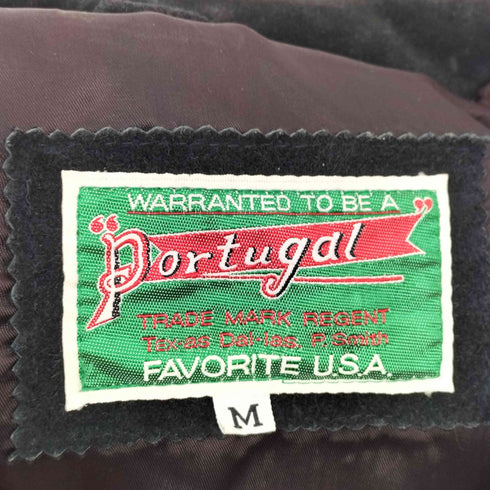 WARRANTED TO BE A
"Portugal"
TRADE MARK REGENT
Tex-as Dal-las. P. Smith
FAVORITE U.S.A.
M